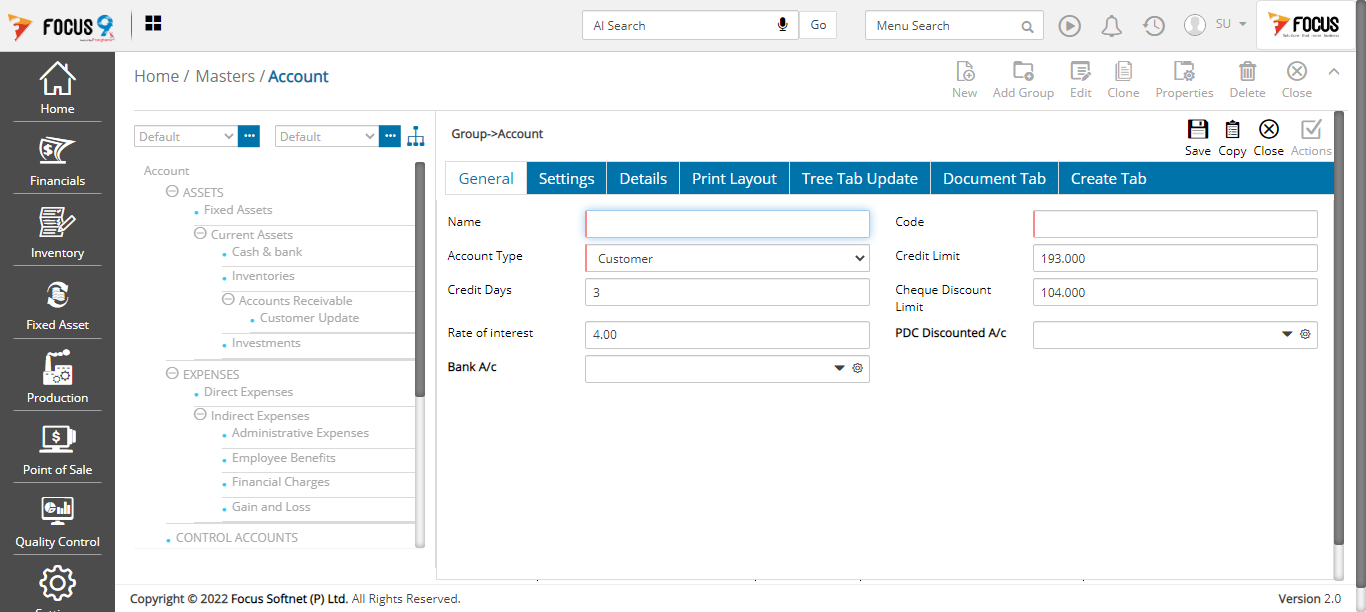 FOCUS 9
AI Search
Go
Menu Search
SU
FOCUS
Home / Masters / Account
New
Add Group
Edit
Clone
Properties
Delete
Close
Home
Financials
Inventory
Fixed Asset
Production
Point of Sale
Quality Control
Default
Default
Account
ASSETS
Fixed Assets
Current Assets
Cash & bank
Inventories
Accounts Receivable
Customer Update
Investments
EXPENSES
Direct Expenses
Indirect Expenses
Administrative Expenses
Employee Benefits
Financial Charges
Gain and Loss
CONTROL ACCOUNTS
Group->Account
Save
Copy
Close
Actions
General
Settings
Details
Print Layout
Tree Tab Update
Document Tab
Create Tab
Name
Code
Account Type
Customer
Credit Limit
193.000
Credit Days
3
Cheque Discount
Limit
104.000
Rate of interest
4.00
PDC Discounted A/c
Bank A/c
Copyright © 2022 Focus Softnet (P) Ltd. All Rights Reserved.
Version 2.0